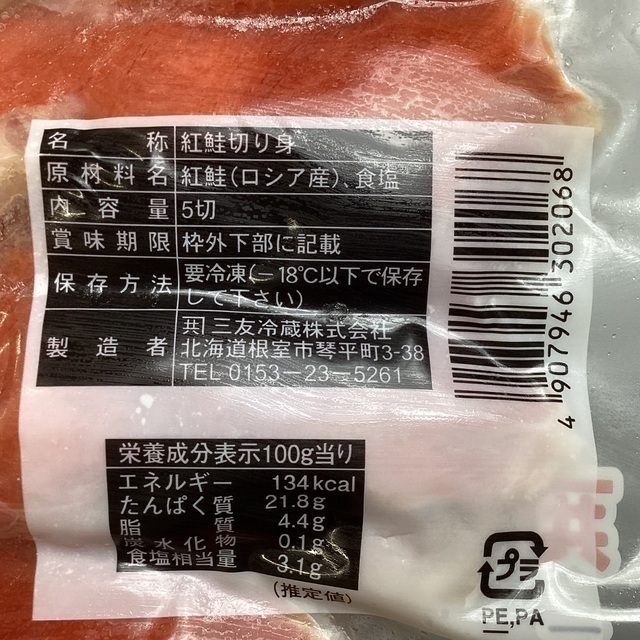 名称 紅鮭切り身
原材料名 紅鮭(ロシア産)、食塩
内容量 5切
賞味期限 枠外下部に記載
保存方法 要冷凍(−18℃以下で保存
して下さい)
製造者 三友冷蔵株式会社
北海道根室市琴平町3-38
TEL 0153−23−5261
4 907946 302068
栄養成分表示100g当り
エネルギー 134kcal
たんぱく質 21.8g
脂質 4.4g
炭水化物 0.1g
食塩相当量 3.1g
(推定値)
プラ
PE,PA